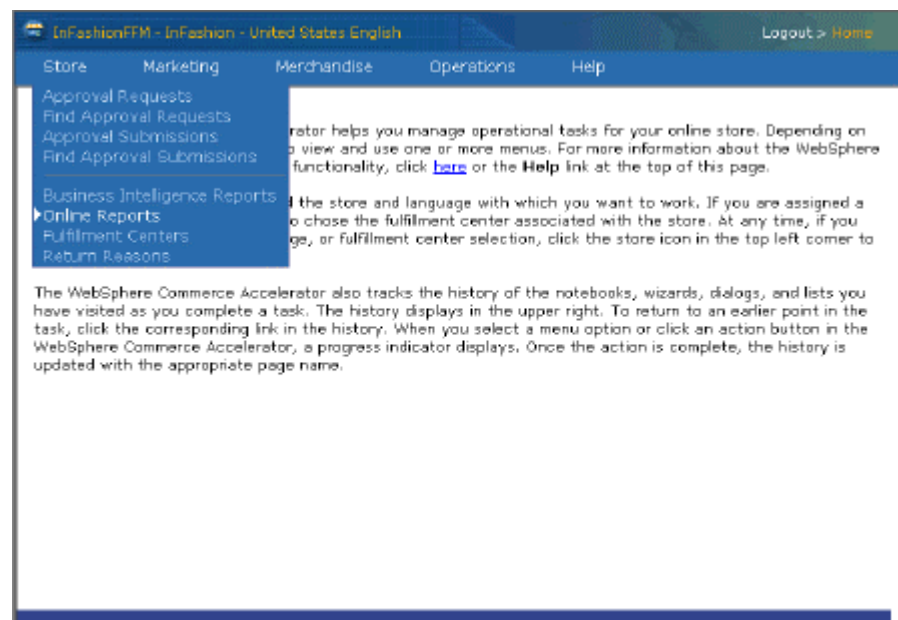 InFashionFFM - InFashion - United States English Logout > Home
Store Marketing Merchandise Operations Help
Approval Requests
Find Approval Requests
Approval Submissions
Find Approval Submissions
Business Intelligence Reports
Online Reports
Fulfillment Centers
Return Reasons
rator helps you manage operational tasks for your online store. Depending on
o view and use one or more menus. For more information about the WebSphere
functionality, click here or the Help link at the top of this page.
d the store and language with which you want to work. If you are assigned a
o chose the fulfillment center associated with the store. At any time, if you
ge, or fulfillment center selection, click the store icon in the top left corner to
The WebSphere Commerce Accelerator also tracks the history of the notebooks, wizards, dialogs, and lists you
have visited as you complete a task. The history displays in the upper right. To return to an earlier point in the
task, click the corresponding link in the history. When you select a menu option or click an action button in the
WebSphere Commerce Accelerator, a progress indicator displays. Once the action is complete, the history is
updated with the appropriate page name.